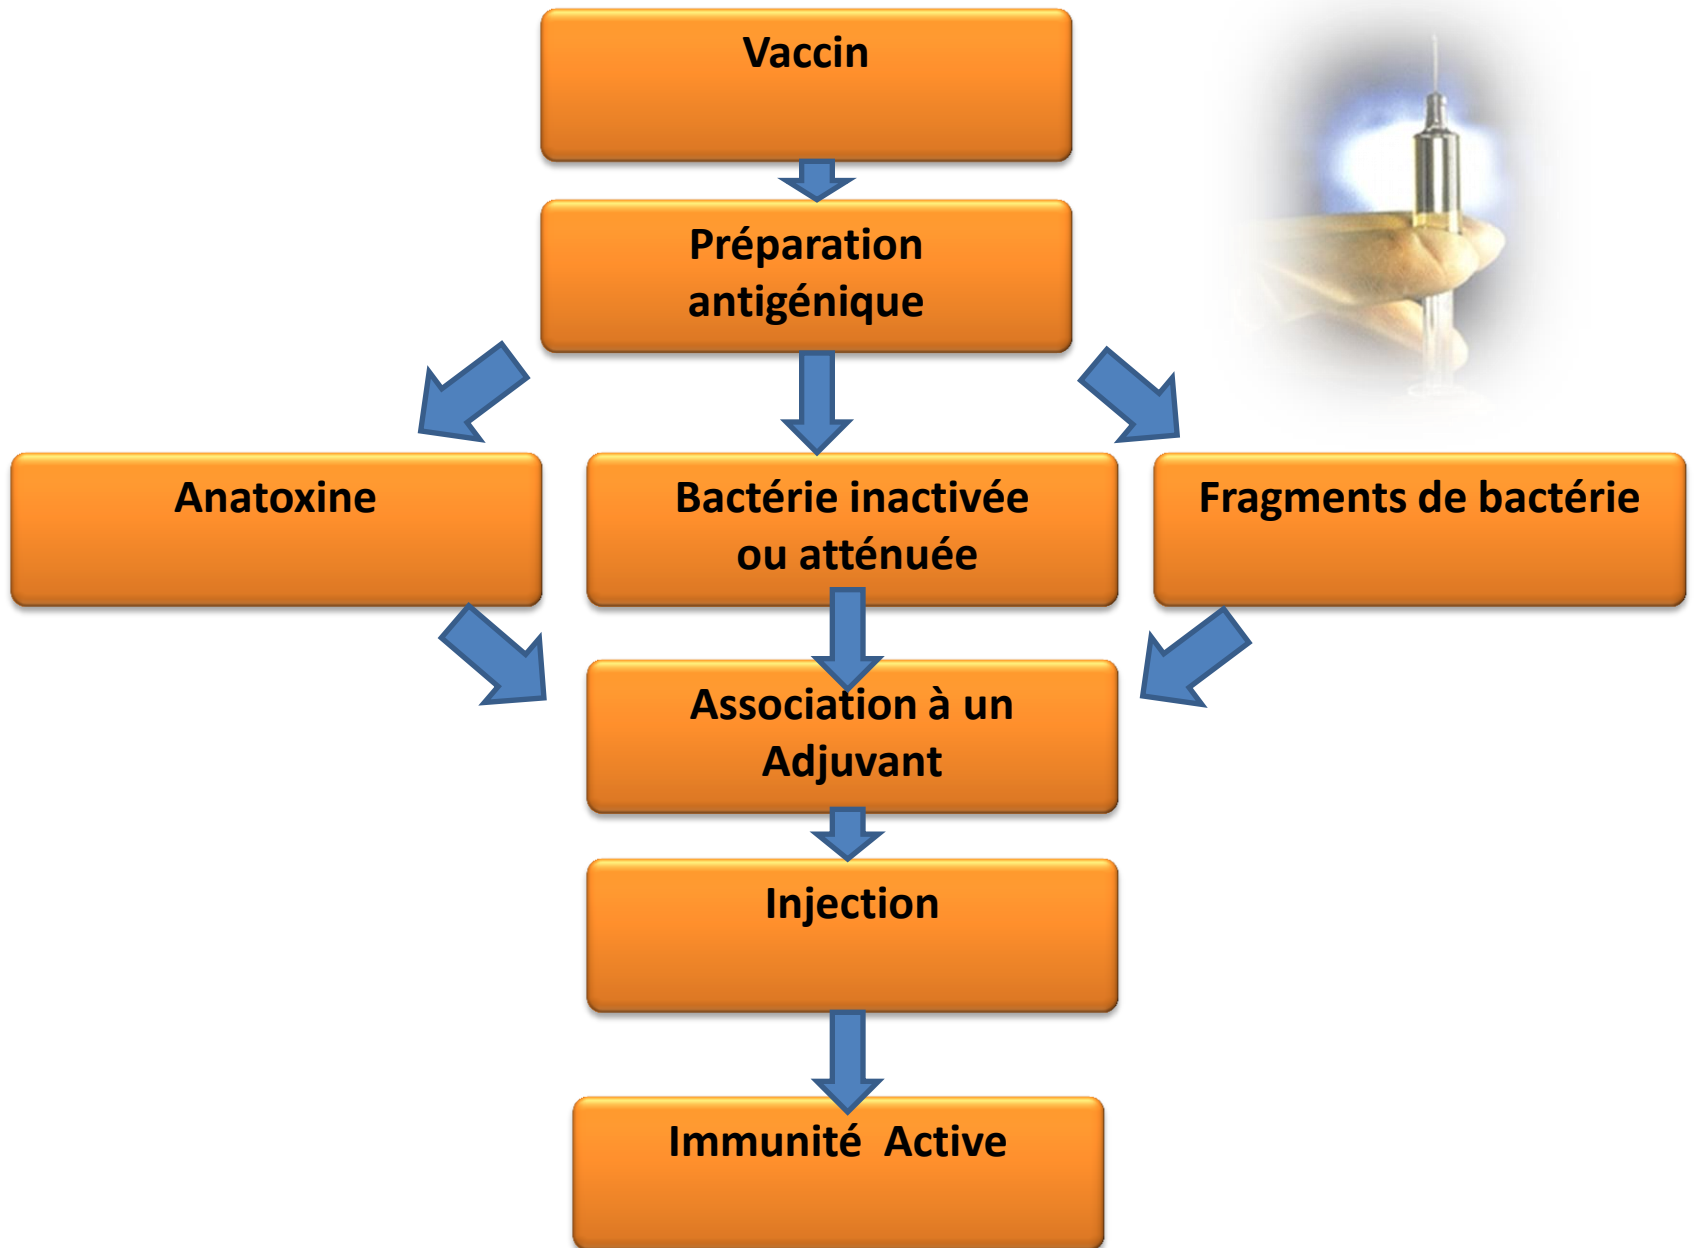 Vaccin
Préparation
antigénique
Anatoxine
Bactérie inactivée
ou atténuée
Fragments de bactérie
Association à un
Adjuvant
Injection
Immunité  Active